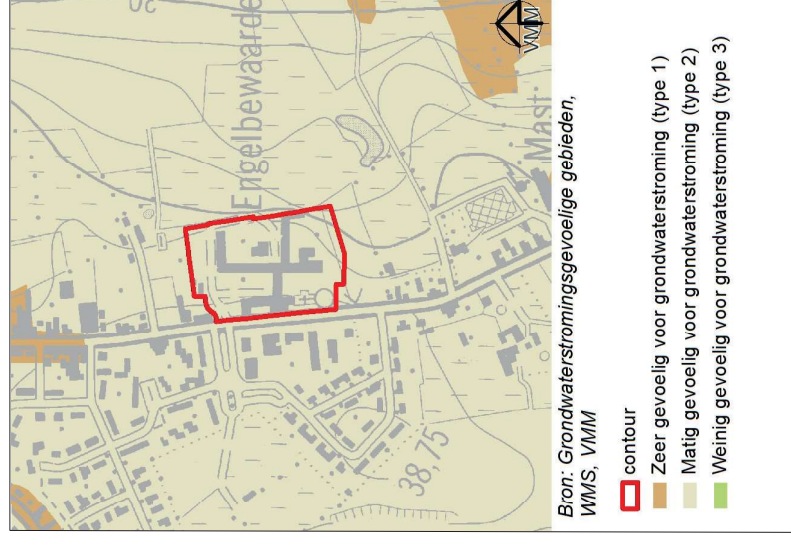 Engelbewaarde
VMM
38,75
Mast
Bron: Grondwaterstromingsgevoelige gebieden,
WMS, VMM
contour
Zeer gevoelig voor grondwaterstroming (type 1)
Matig gevoelig voor grondwaterstroming (type 2)
Weinig gevoelig voor grondwaterstroming (type 3)